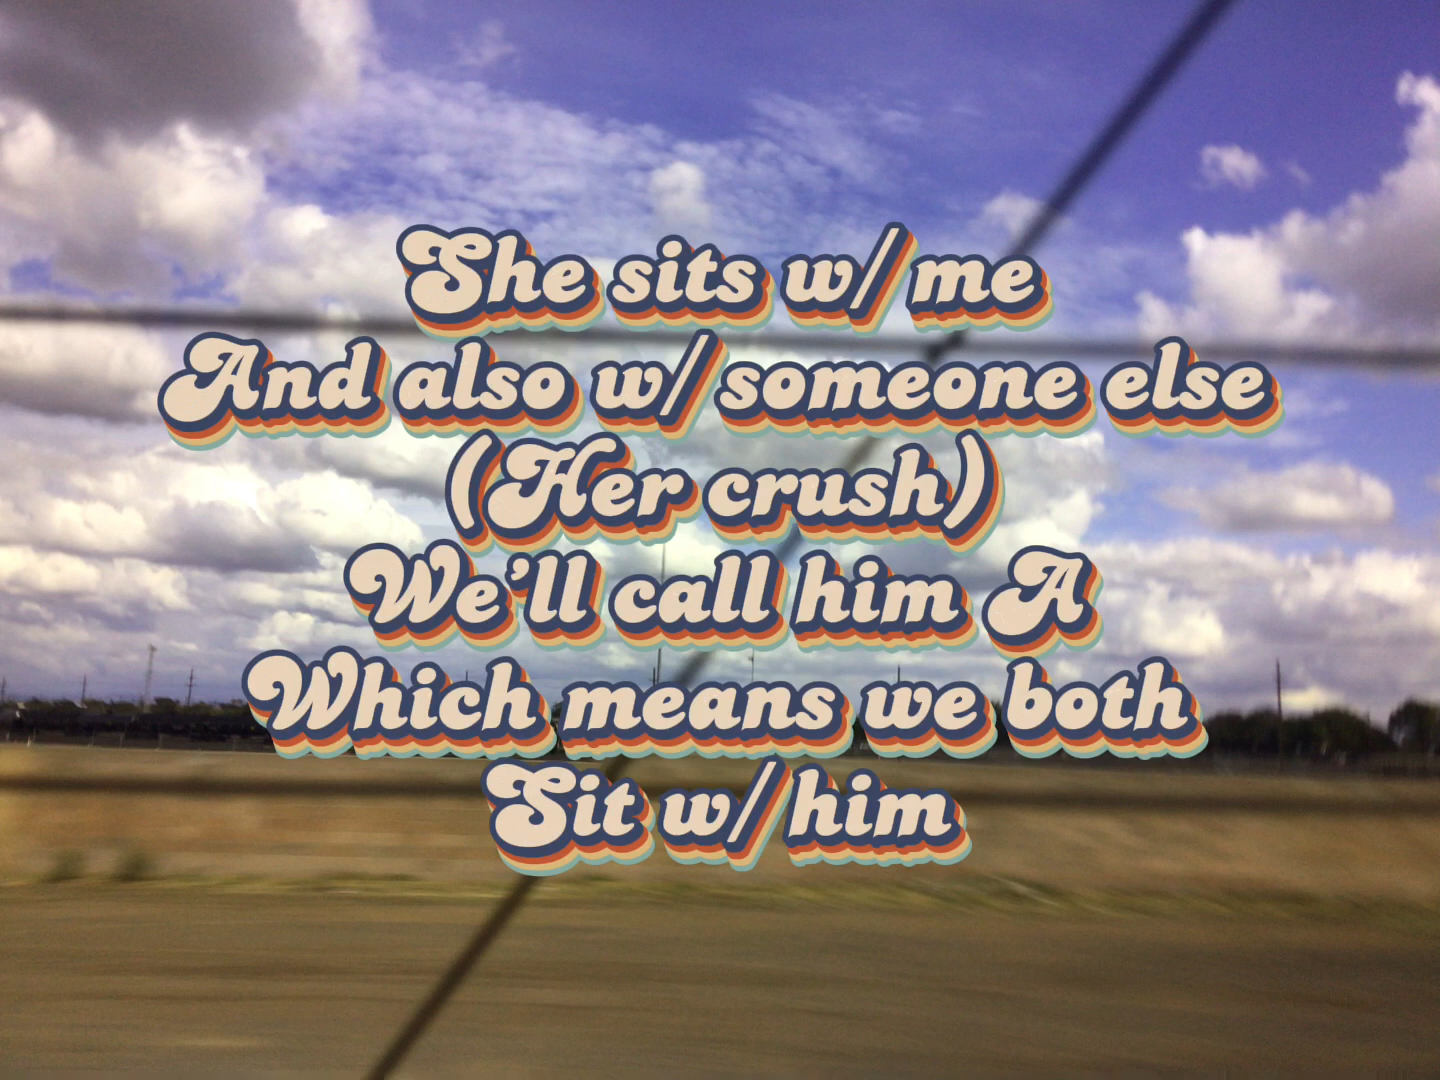 She sits w/ me
And also w/ someone else
(Her crush)
We'll call him A
Which means we both
Sit w/ him